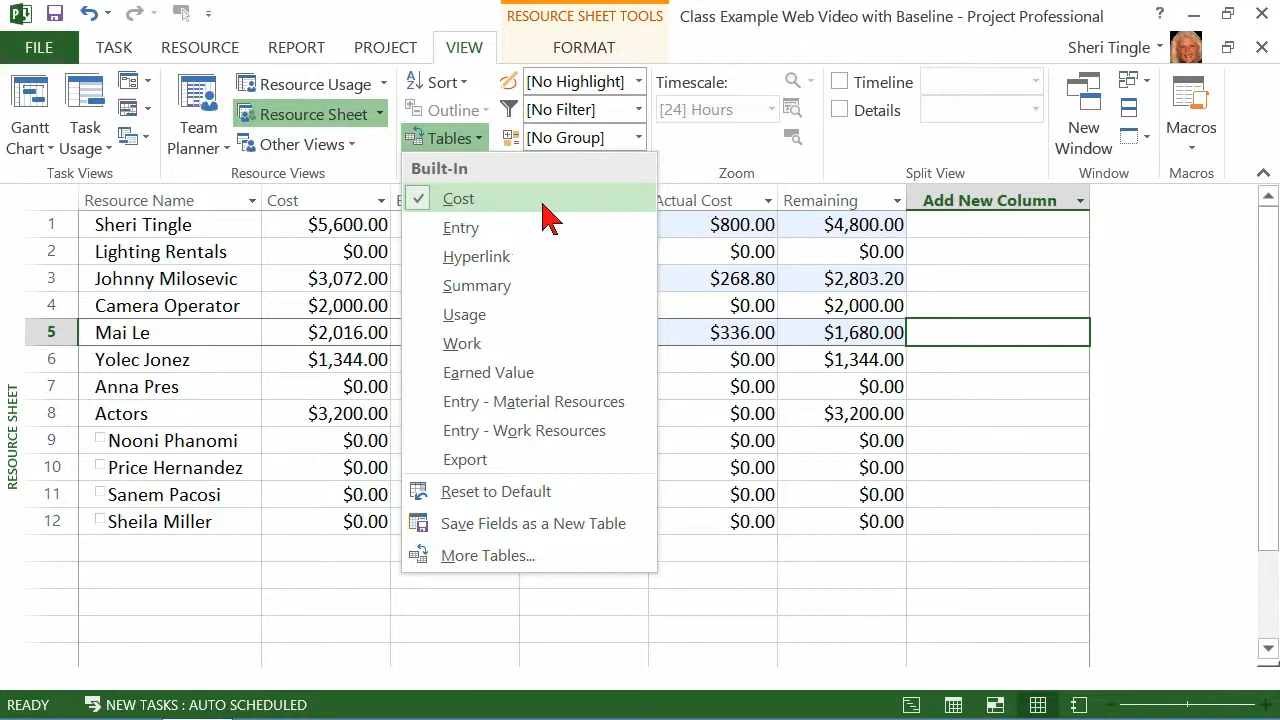 RESOURCE SHEET TOOLS
Class Example Web Video with Baseline - Project Professional
?
FILE TASK RESOURCE REPORT PROJECT VIEW FORMAT Sheri Tingle
Gantt Chart
Task Usage
Task Views
Team Planner
Resource Usage
Resource Sheet
Other Views
Resource Views
Sort
Outline
Tables
[No Highlight]
[No Filter]
[No Group]
Timescale:
[24] Hours
Zoom
Timeline
Details
Split View
New Window
Window
Macros
Macros
Built-In
Cost
Entry
Hyperlink
Summary
Usage
Work
Earned Value
Entry - Material Resources
Entry - Work Resources
Export
Reset to Default
Save Fields as a New Table
More Tables...
Resource Name Cost Actual Cost Remaining Add New Column
1 Sheri Tingle $5,600.00 $800.00 $4,800.00
2 Lighting Rentals $0.00 $0.00 $0.00
3 Johnny Milosevic $3,072.00 $268.80 $2,803.20
4 Camera Operator $2,000.00 $0.00 $2,000.00
5 Mai Le $2,016.00 $336.00 $1,680.00
6 Yolec Jonez $1,344.00 $0.00 $1,344.00
7 Anna Pres $0.00 $0.00 $0.00
8 Actors $3,200.00 $0.00 $3,200.00
9 Nooni Phanomi $0.00 $0.00 $0.00
10 Price Hernandez $0.00 $0.00 $0.00
11 Sanem Pacosi $0.00 $0.00 $0.00
12 Sheila Miller $0.00 $0.00 $0.00
RESOURCE SHEET
READY NEW TASKS : AUTO SCHEDULED